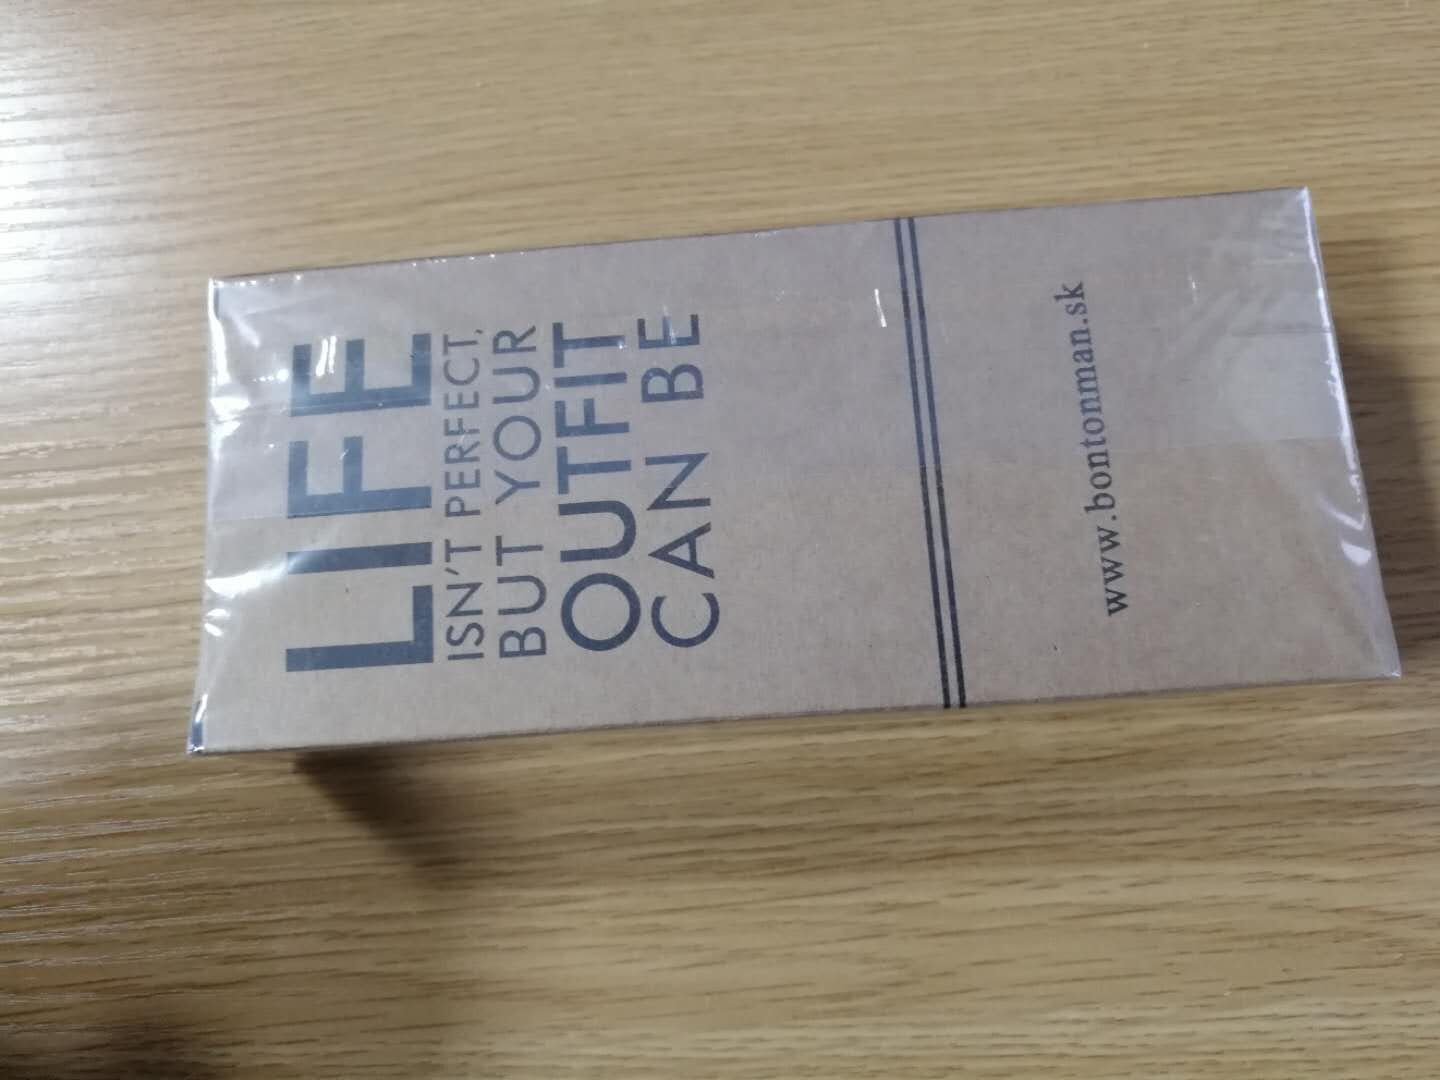 LIFE
ISN'T PERFECT,
BUT YOUR
OUTFIT
CAN BE
www.bontonman.sk